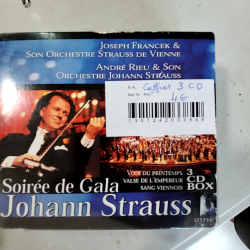 JOSEPH FRANCEK &
SON ORCHESTRE STRAUSS DE VIENNE
ANDRÉ RIEU & SON
ORCHESTRE JOHANN STRAUSS
Coffret 3 CD
4€
VOIX DU PRINTEMPS
VALSE DE L'EMPEREUR
SANG VIENNOIS
3
CD
BOX
Soirée de Gala
Johann Strauss